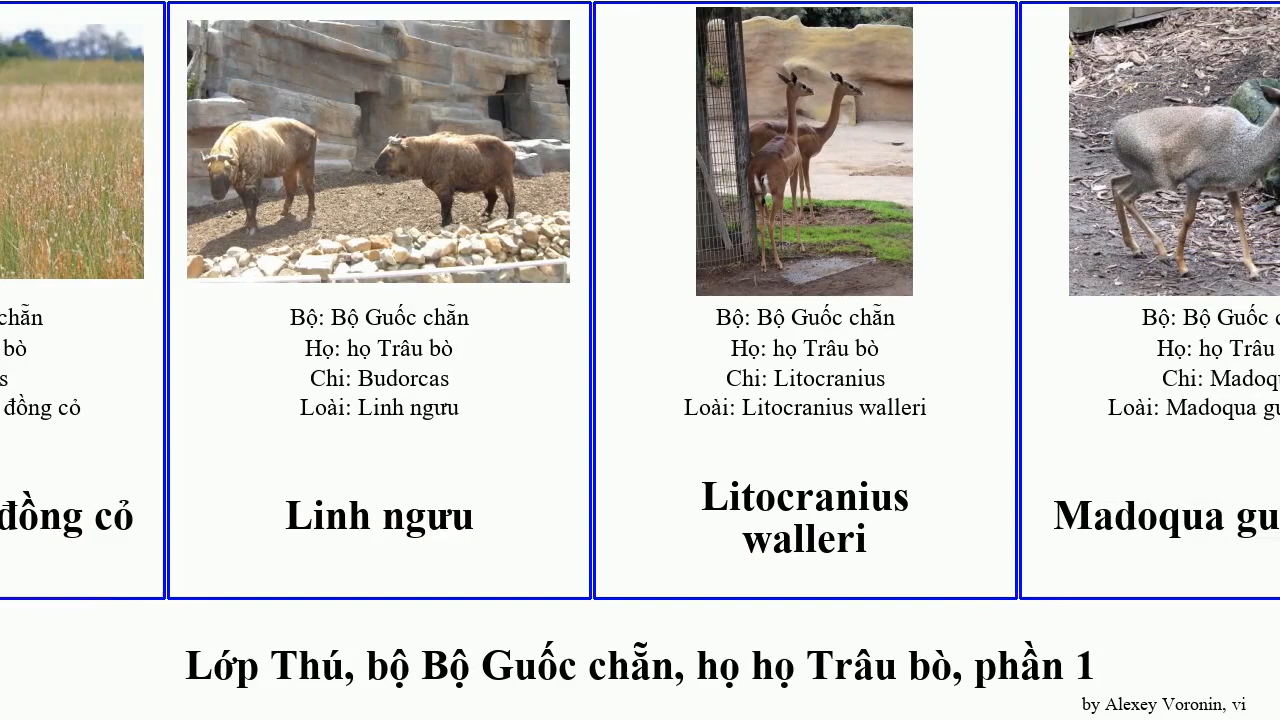 chẵn
bò
s
đồng cỏ
đồng cỏ
Bộ: Bộ Guốc chẵn
Họ: họ Trâu bò
Chi: Budorcas
Loài: Linh ngưu
Linh ngưu
Bộ: Bộ Guốc chẵn
Họ: họ Trâu bò
Chi: Litocranius
Loài: Litocranius walleri
Litocranius
walleri
Bộ: Bộ Guốc c
Họ: họ Trâu
Chi: Madoqu
Loài: Madoqua gu
Madoqua gu
Lớp Thú, bộ Bộ Guốc chẵn, họ họ Trâu bò, phần 1
by Alexey Voronin, vi